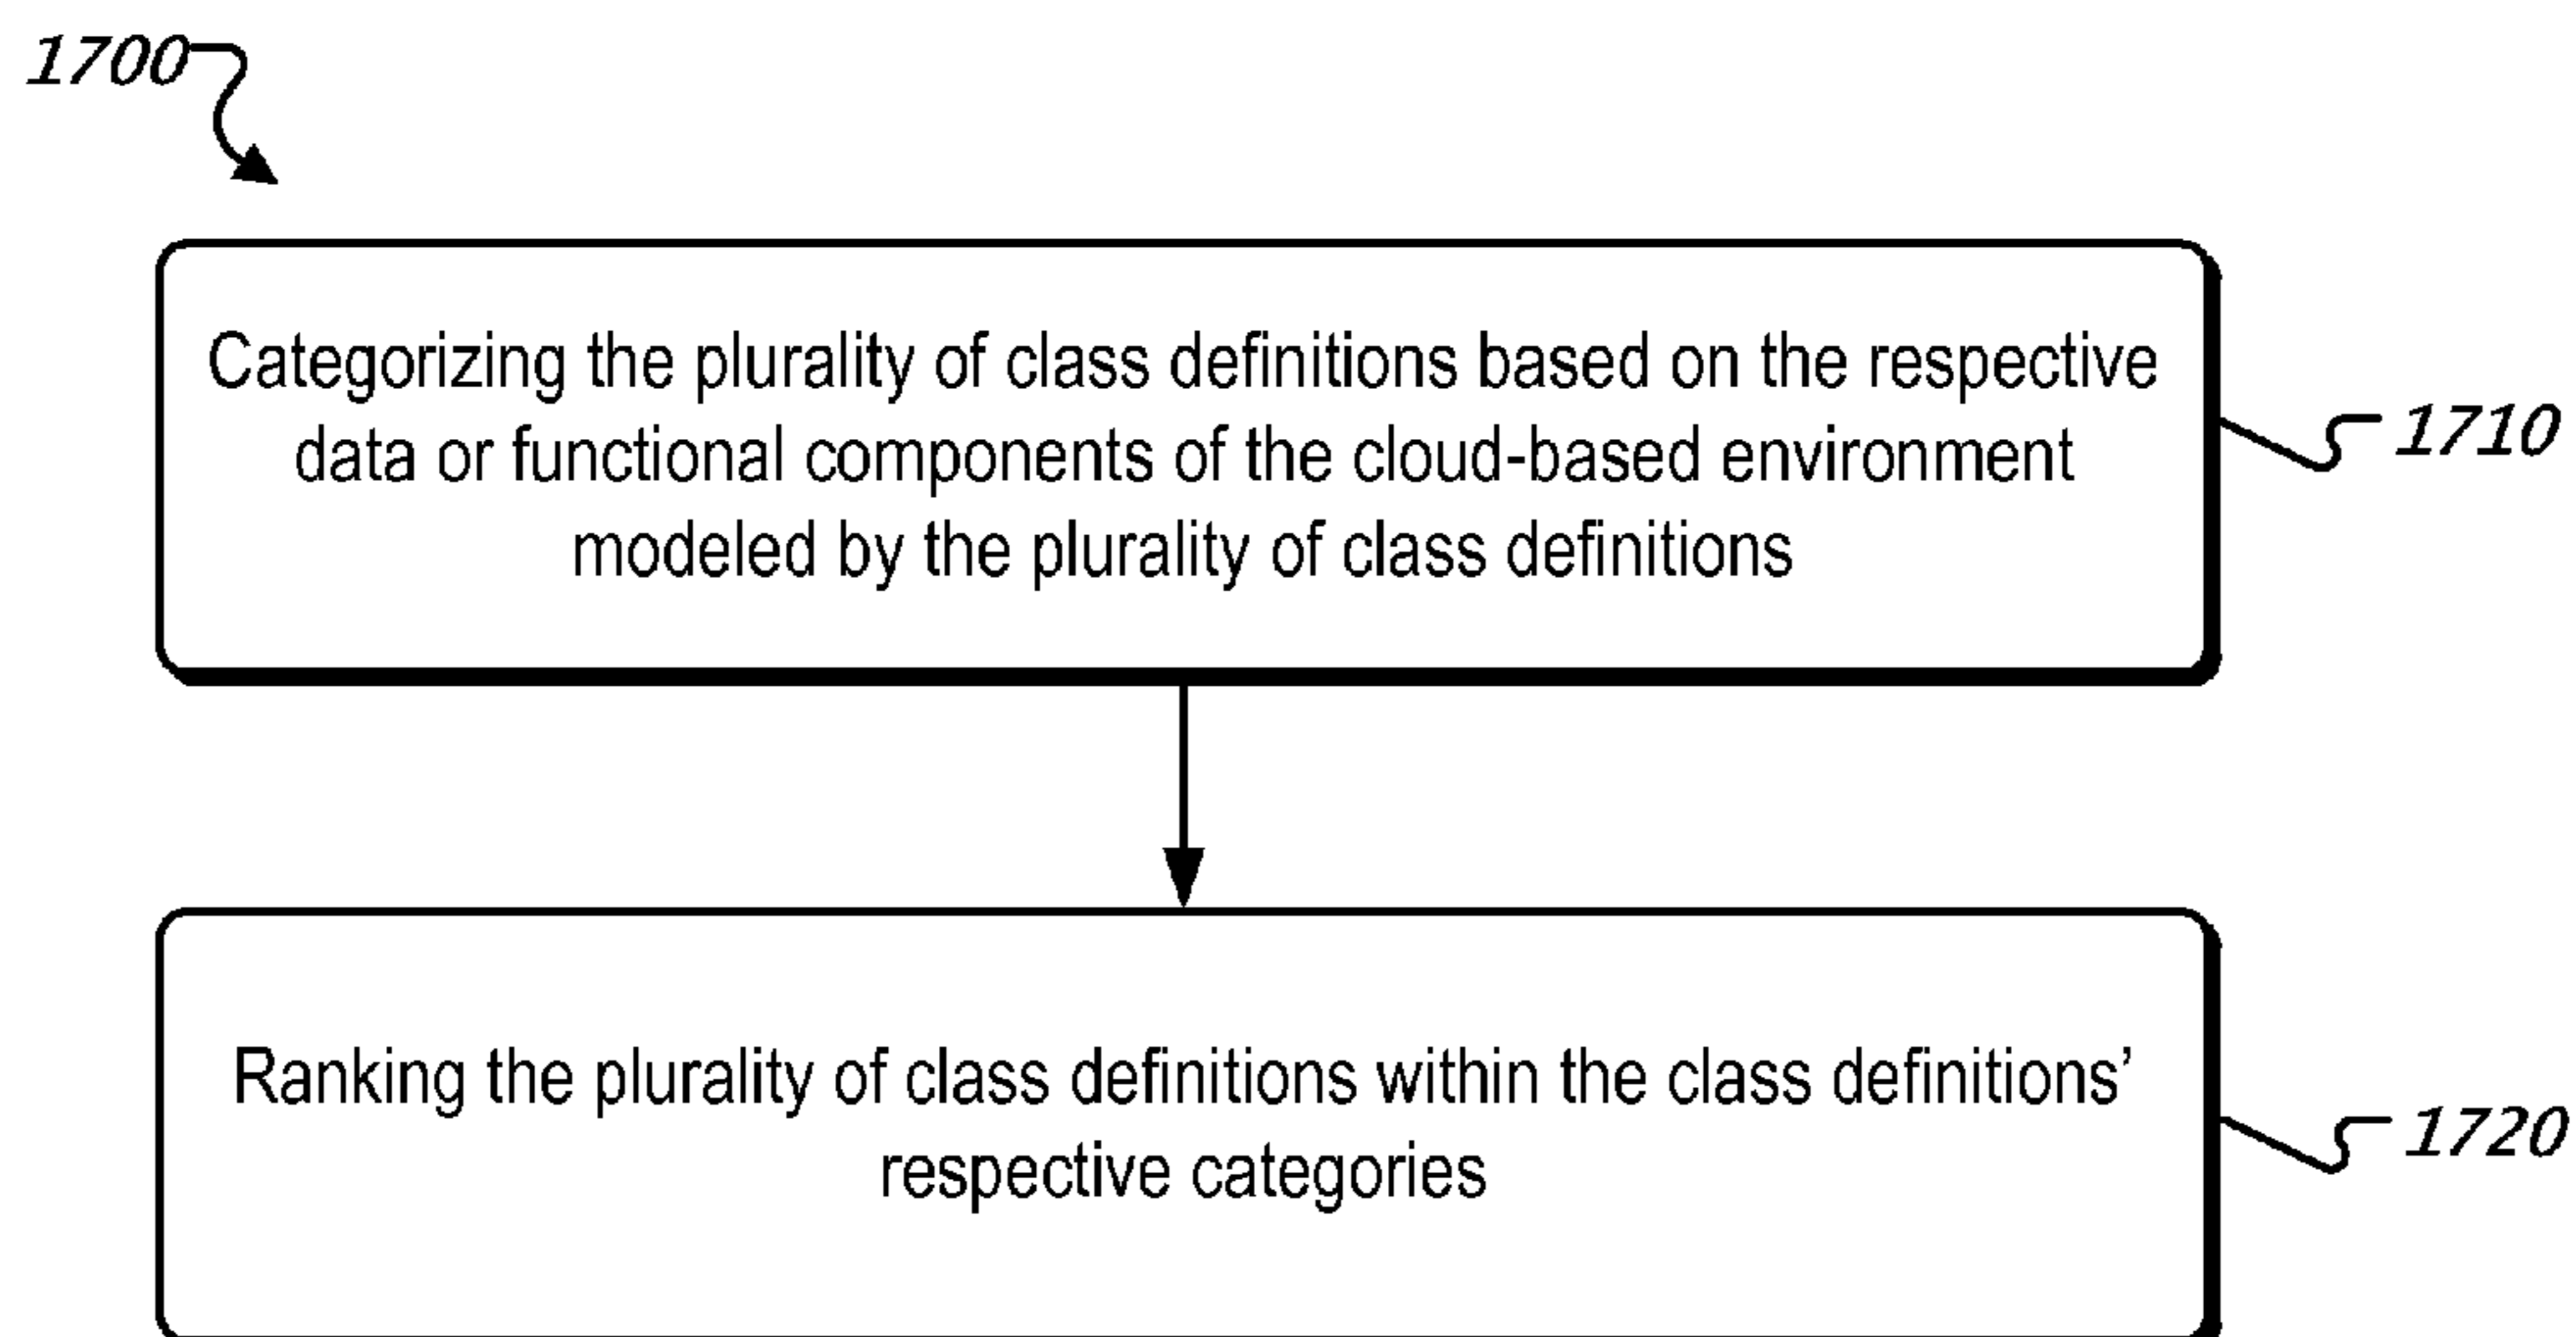 1700
Categorizing the plurality of class definitions based on the respective
data or functional components of the cloud-based environment
modeled by the plurality of class definitions
1710
Ranking the plurality of class definitions within the class definitions’
respective categories
1720